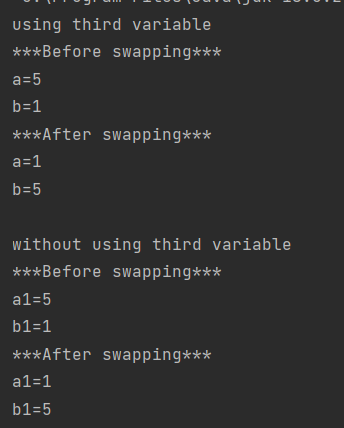 using third variable
***Before swapping***
a=5
b=1
***After swapping***
a=1
b=5
without using third variable
***Before swapping***
a1=5
b1=1
***After swapping***
a1=1
b1=5